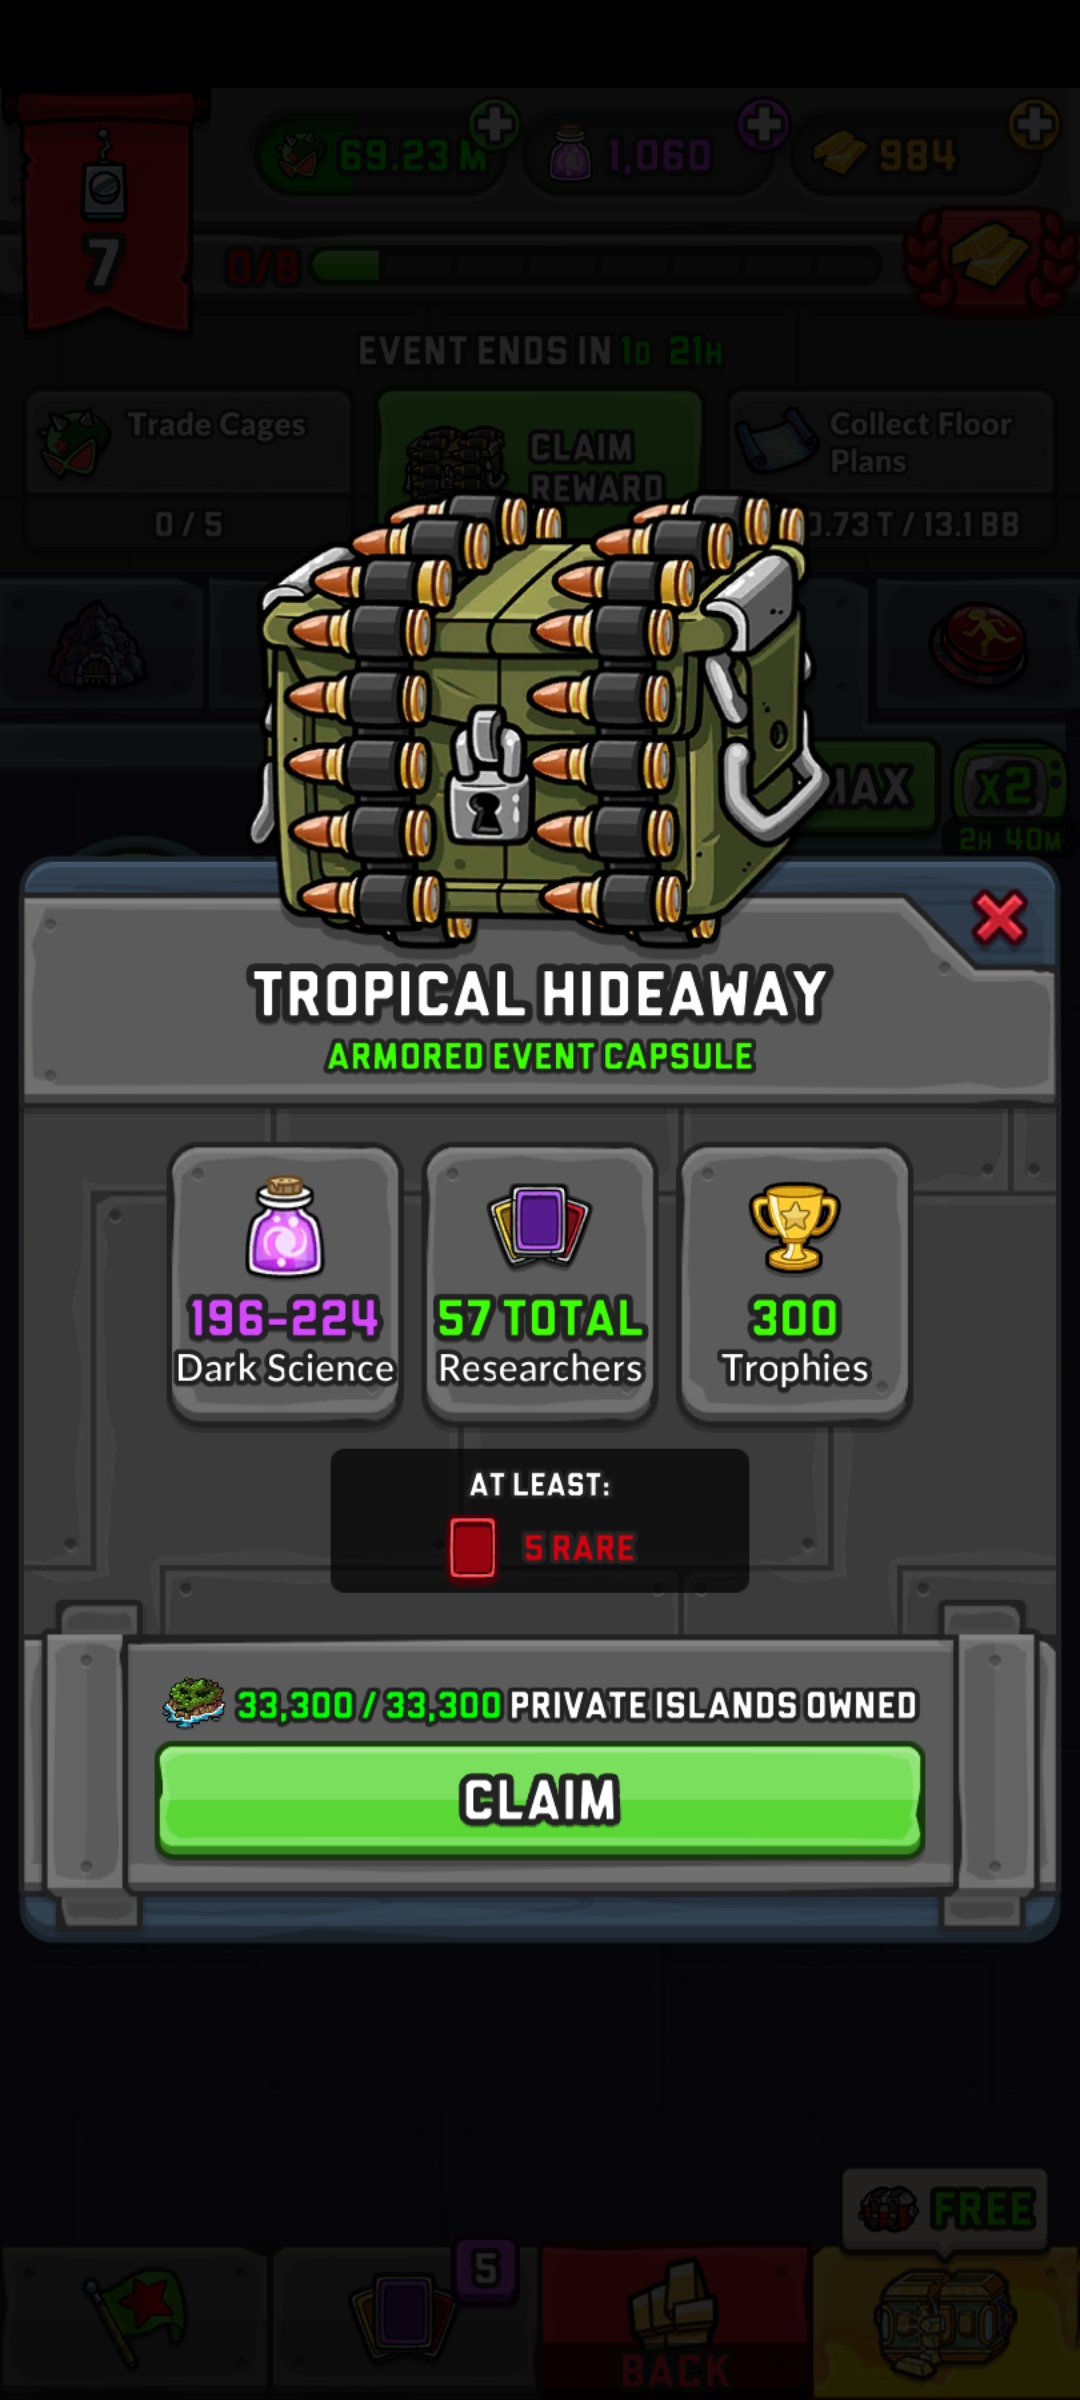 69.23 M
1,060
984
7
0/8
EVENT ENDS IN 1D 21H
Trade Cages
0 / 5
CLAIM
REWARD
Collect Floor
Plans
0.73 T / 13.1 BB
MAX
x2
2H 40M
TROPICAL HIDEAWAY
ARMORED EVENT CAPSULE
196-224
Dark Science
57 TOTAL
Researchers
300
Trophies
AT LEAST:
5 RARE
33,300 / 33,300 PRIVATE ISLANDS OWNED
CLAIM
FREE
5
BACK